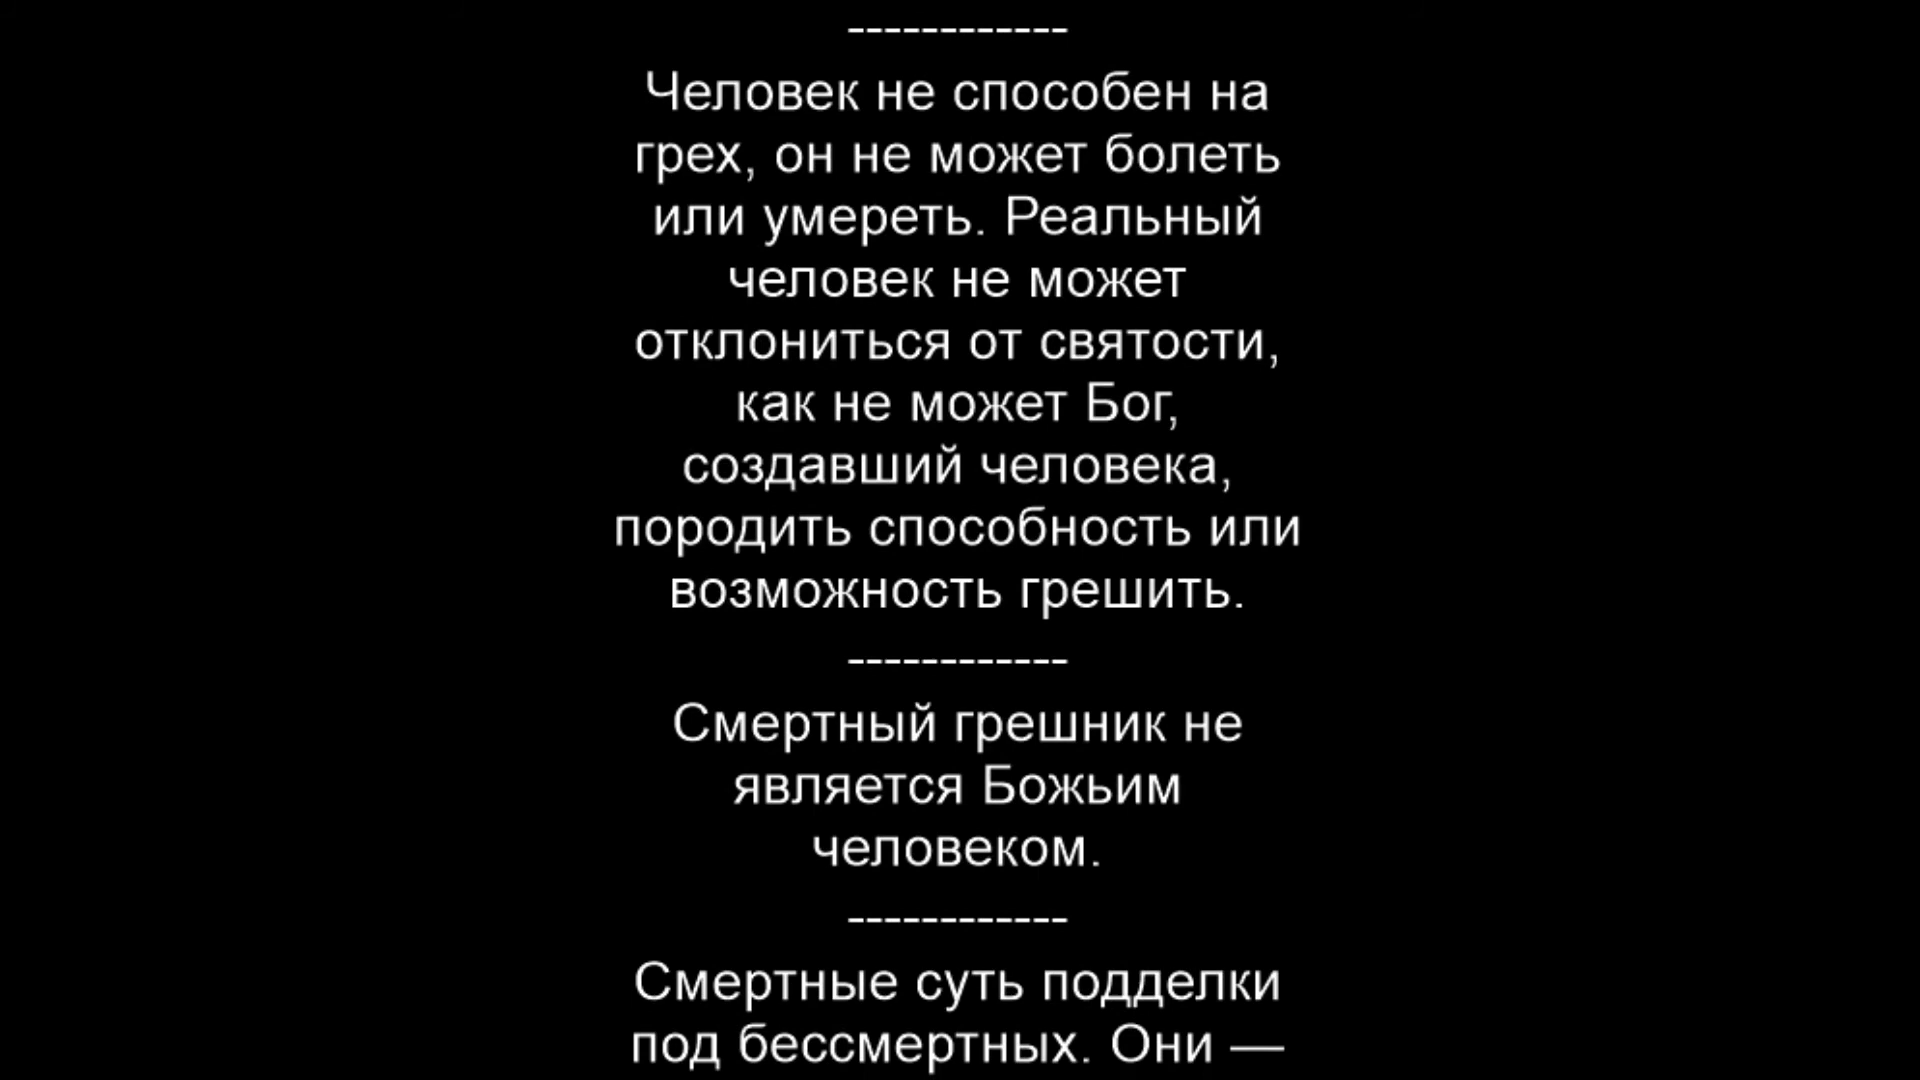 ------------
Человек не способен на
грех, он не может болеть
или умереть. Реальный
человек не может
отклониться от святости,
как не может Бог,
создавший человека,
породить способность или
возможность грешить.
------------
Смертный грешник не
является Божьим
человеком.
------------
Смертные суть подделки
под бессмертных. Они —